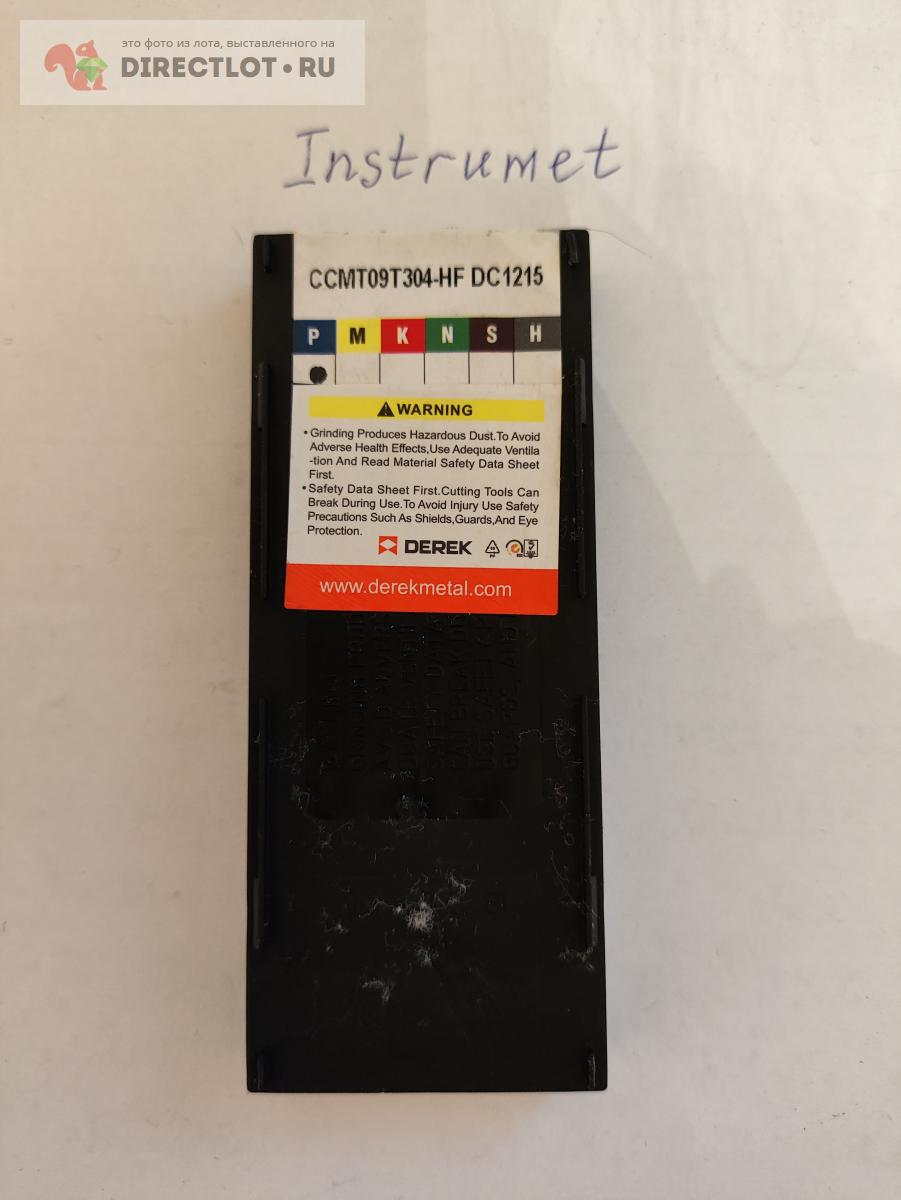 это фото из лота, выставленного на
DIRECTLOT•RU
Instrumet
CCMT09T304-HF DC1215
P M K N S H
WARNING
• Grinding Produces Hazardous Dust.To Avoid
Adverse Health Effects,Use Adequate Ventila
-tion And Read Material Safety Data Sheet
First.
• Safety Data Sheet First.Cutting Tools Can
Break During Use.To Avoid Injury Use Safety
Precautions Such As Shields,Guards,And Eye
Protection.
DEREK
www.derekmetal.com